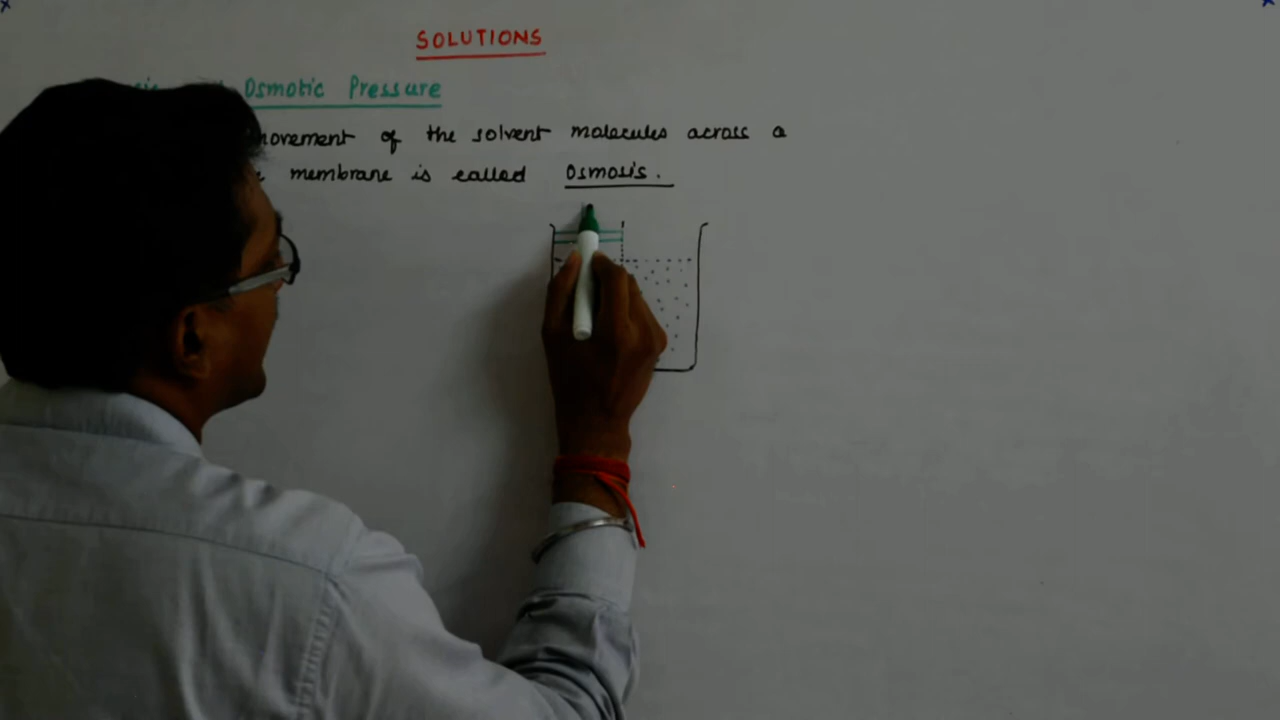 SOLUTIONS
Osmotic Pressure
movement of the solvent molecules across a
membrane is called Osmosis.